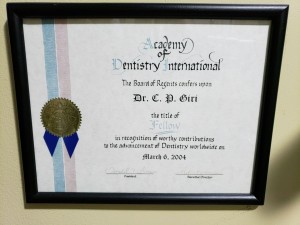 Academy
of
Dentistry International
The Board of Regents confers upon
Dr. C. P. Giri
the title of
Fellow
in recognition of worthy contributions
to the advancement of Dentistry worldwide on
March 6, 2004
President